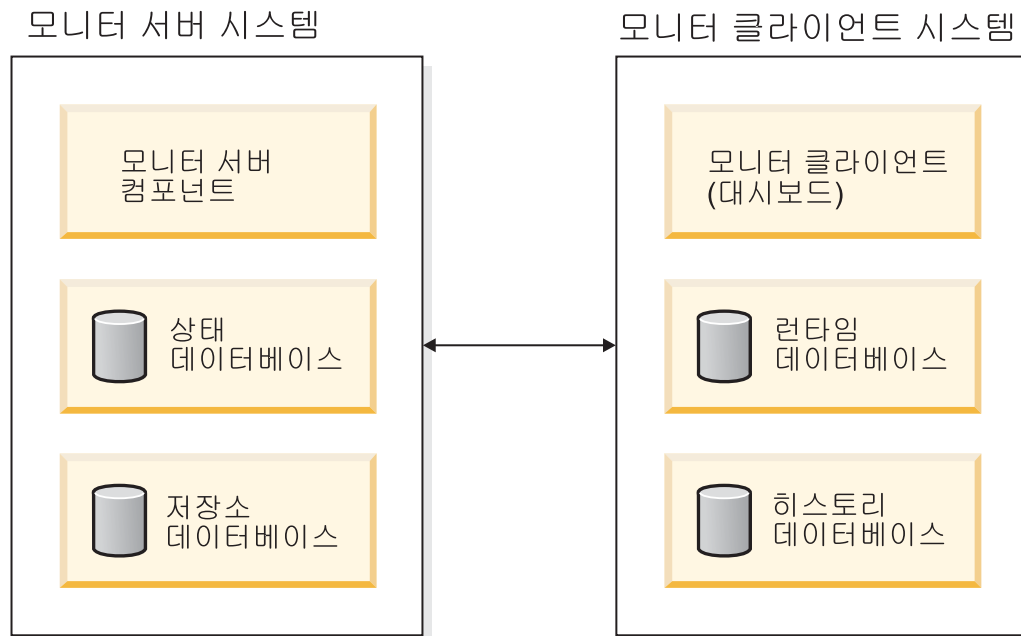 모니터 서버 시스템
모니터 서버
컴포넌트
상태
데이터베이스
저장소
데이터베이스
모니터 클라이언트 시스템
모니터 클라이언트
(대시보드)
런타임
데이터베이스
히스토리
데이터베이스